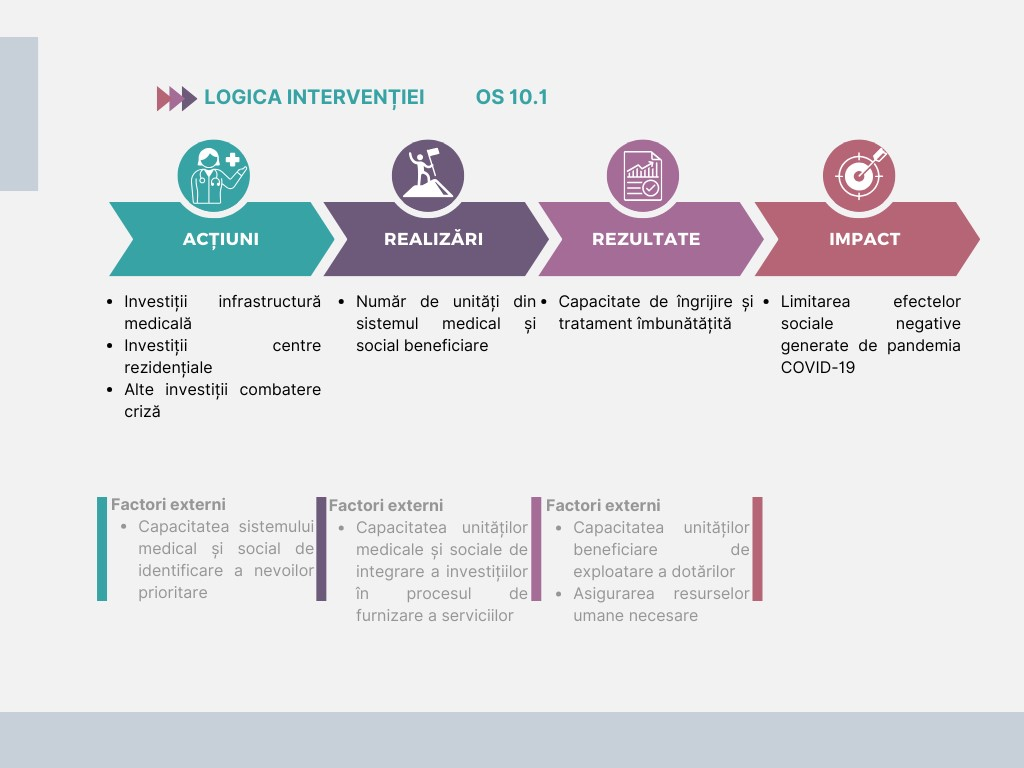 LOGICA INTERVENȚIEI OS 10.1
ACȚIUNI
REALIZĂRI
REZULTATE
IMPACT
• Investiții infrastructură
medicală
• Investiții centre
rezidențiale
• Alte investiții combatere
criză
• Număr de unități din
sistemul medical și
social beneficiare
• Capacitate de îngrijire și
tratament îmbunătățită
• Limitarea efectelor
sociale negative
generate de pandemia
COVID-19
Factori externi
• Capacitatea sistemului
medical și social de
identificare a nevoilor
prioritare
Factori externi
• Capacitatea unităților
medicale și sociale de
integrare a investițiilor
în procesul de
furnizare a serviciilor
Factori externi
• Capacitatea unităților
beneficiare de
exploatare a dotărilor
• Asigurarea resurselor
umane necesare